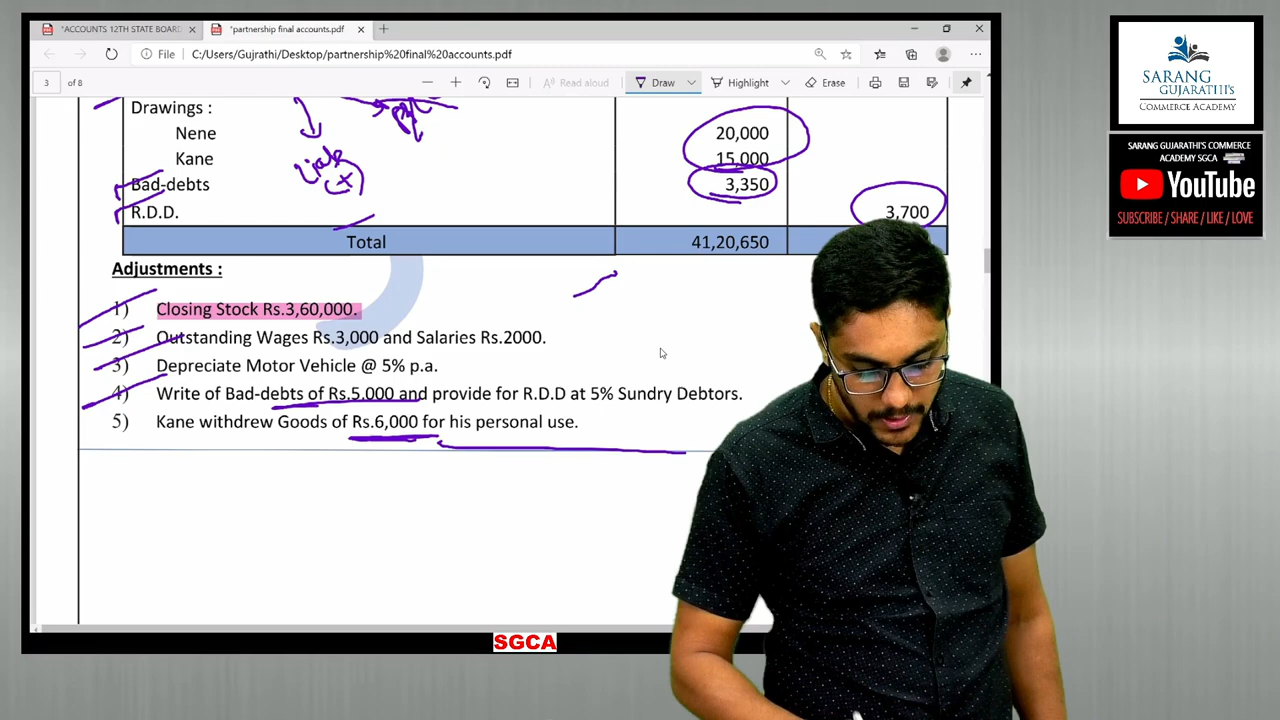 "ACCOUNTS 12TH STATE BOARD
"partnership final accounts.pdf
File
C:/Users/Gujrathi/Desktop/partnership%20final%20accounts.pdf
3 of 8
Read aloud
Draw
Highlight
Erase
SARANG
GUJARATHI'S
COMMERCE ACADEMY
SARANG GUJARATHI'S COMMERCE
ACADEMY SGCA
YouTube
SUBSCRIBE / SHARE / LIKE / LOVE
Drawings :
Nene 20,000
Kane 15,000
Bad-debts 3,350
R.D.D. 3,700
Total 41,20,650
Adjustments :
1) Closing Stock Rs.3,60,000.
2) Outstanding Wages Rs.3,000 and Salaries Rs.2000.
3) Depreciate Motor Vehicle @ 5% p.a.
4) Write of Bad-debts of Rs.5,000 and provide for R.D.D at 5% Sundry Debtors.
5) Kane withdrew Goods of Rs.6,000 for his personal use.
SGCA